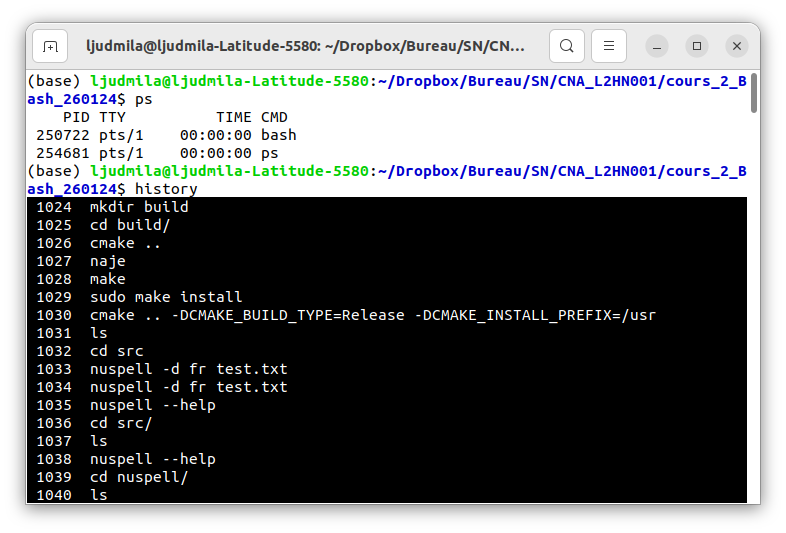 ljudmila@ljudmila-Latitude-5580: ~/Dropbox/Bureau/SN/CN...
(base) ljudmila@ljudmila-Latitude-5580:~/Dropbox/Bureau/SN/CNA_L2HN001/cours_2_B
ash_260124$ ps
    PID TTY          TIME CMD
 250722 pts/1    00:00:00 bash
 254681 pts/1    00:00:00 ps
(base) ljudmila@ljudmila-Latitude-5580:~/Dropbox/Bureau/SN/CNA_L2HN001/cours_2_B
ash_260124$ history
 1024  mkdir build
 1025  cd build/
 1026  cmake ..
 1027  naje
 1028  make
 1029  sudo make install
 1030  cmake .. -DCMAKE_BUILD_TYPE=Release -DCMAKE_INSTALL_PREFIX=/usr
 1031  ls
 1032  cd src
 1033  nuspell -d fr test.txt
 1034  nuspell -d fr test.txt
 1035  nuspell --help
 1036  cd src/
 1037  ls
 1038  nuspell --help
 1039  cd nuspell/
 1040  ls